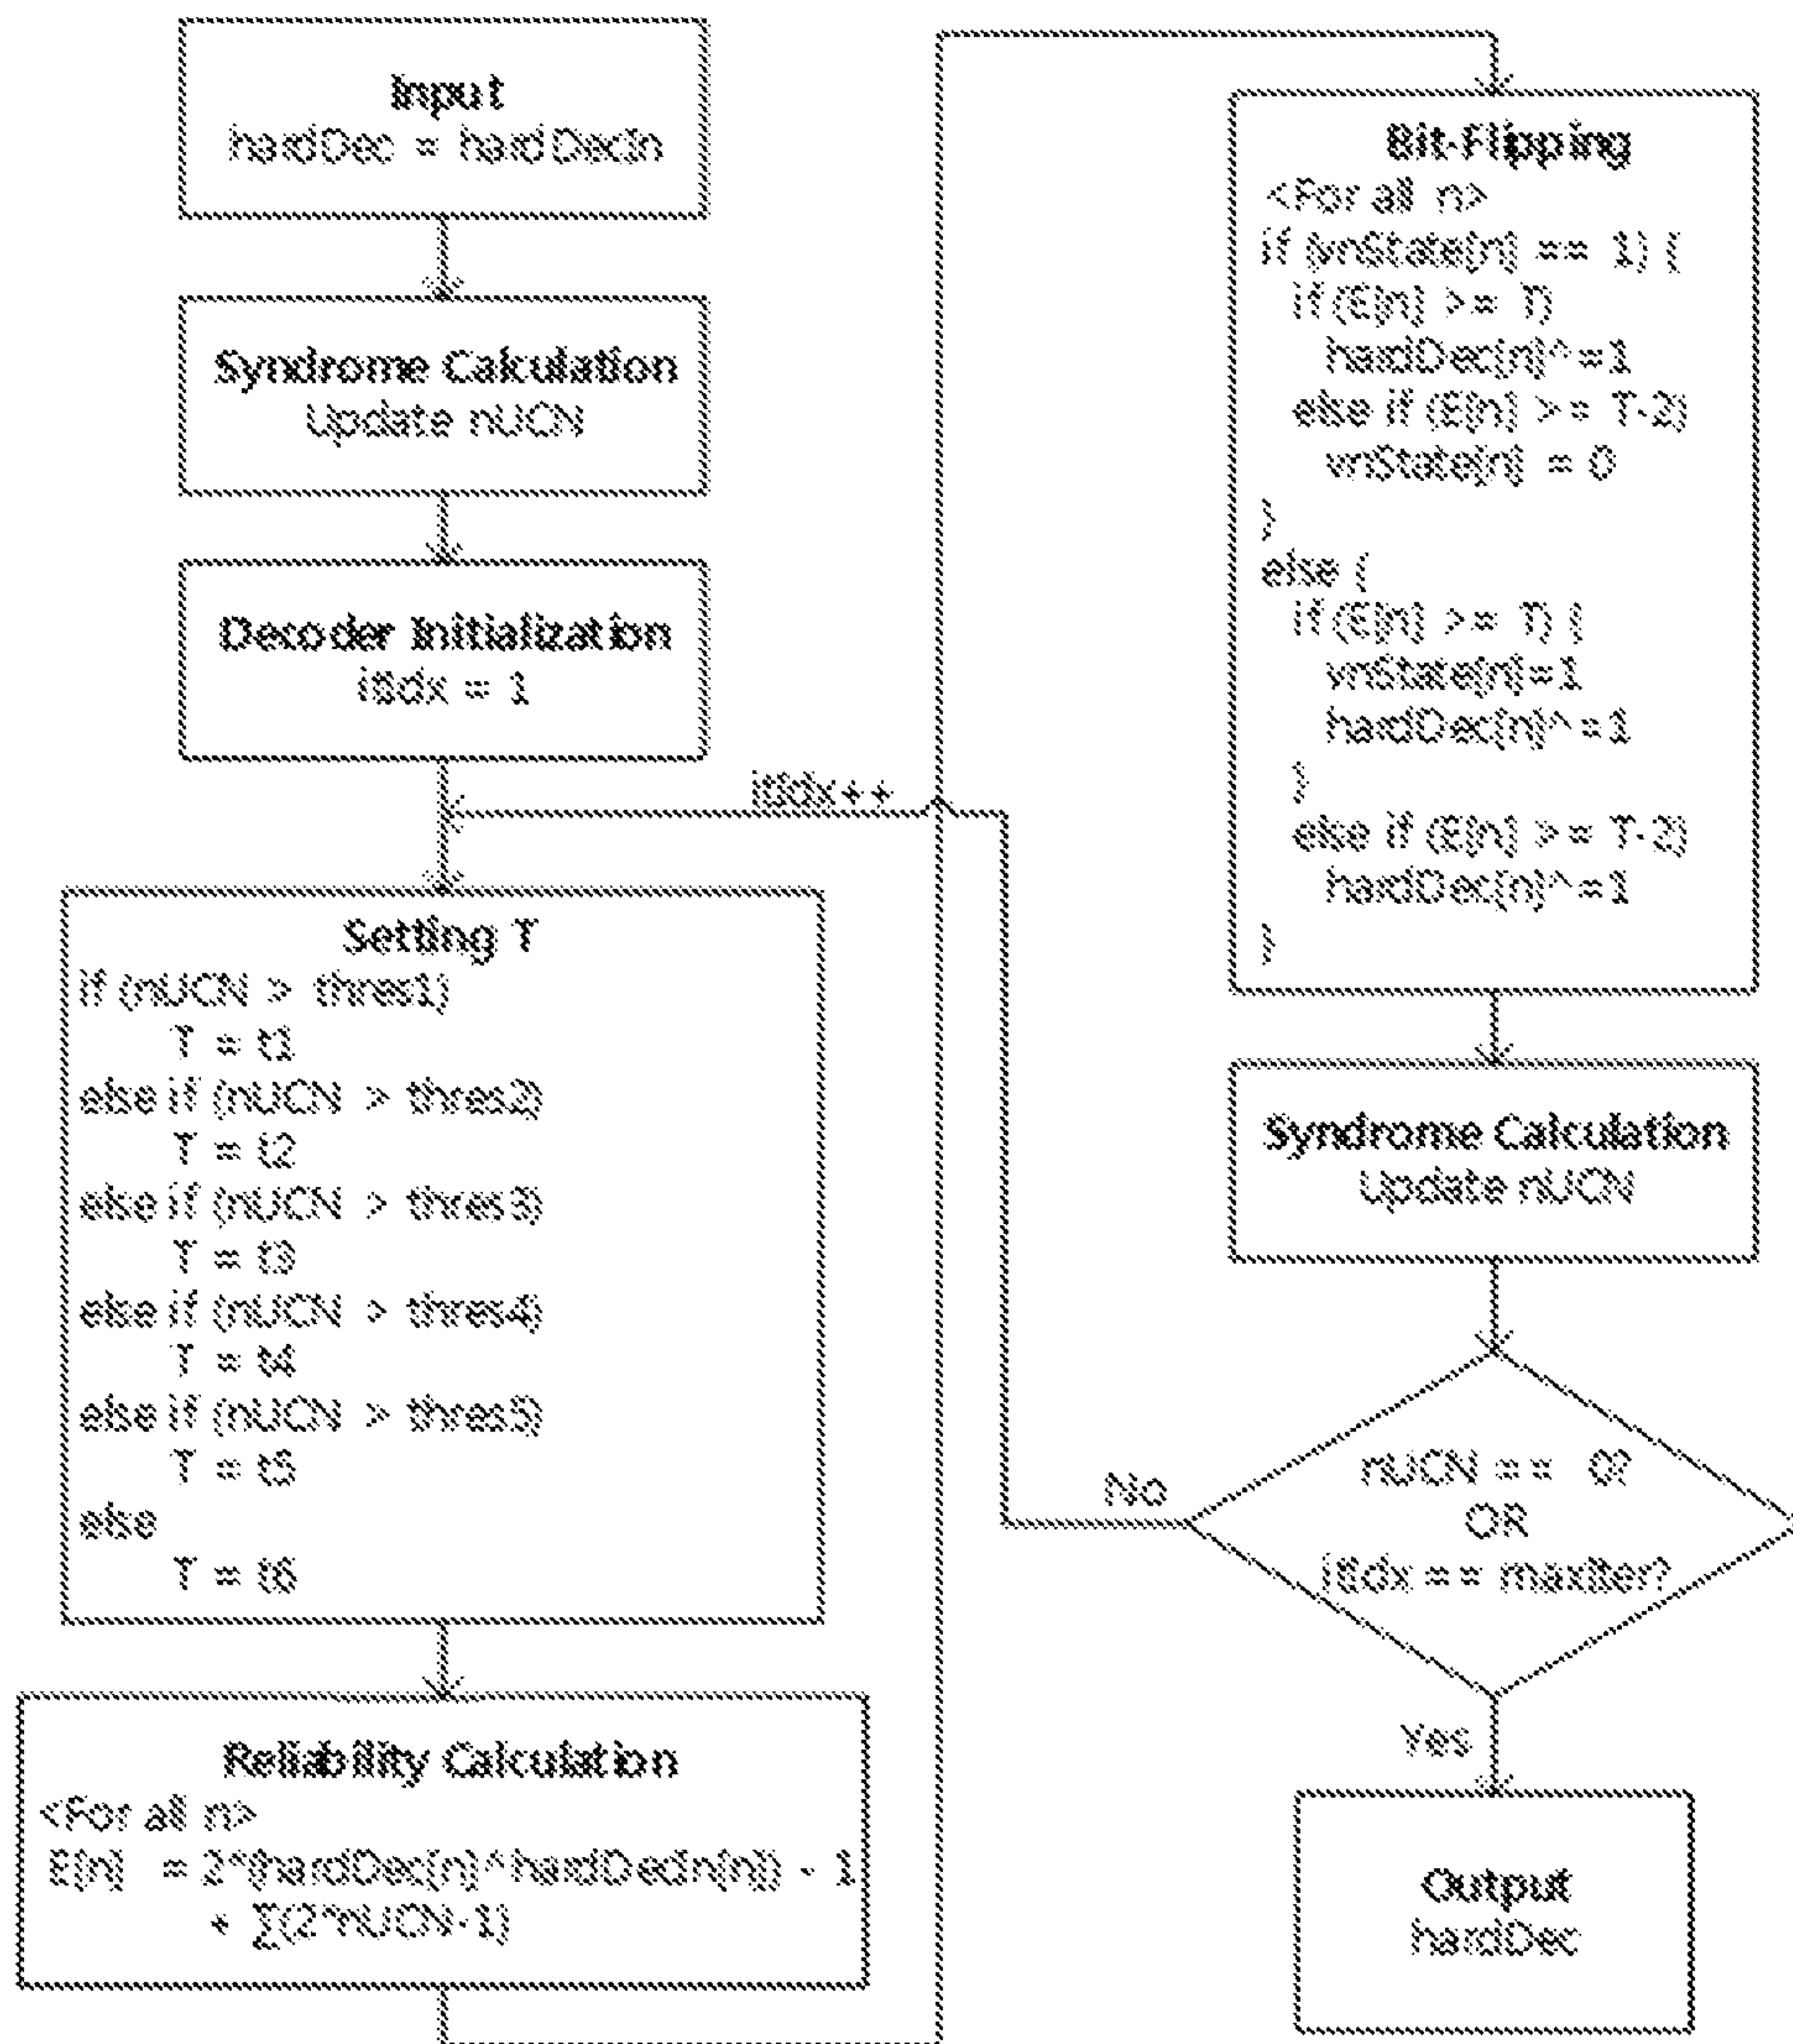 Input
hardDec = hardDecIn
Syndrome Calculation
Update nUCN
Decoder Initialization
itIdx = 1
itIdx++
Setting T
if (nUCN > thres1)
T = t1
else if (nUCN > thres2)
T = t2
else if (nUCN > thres3)
T = t3
else if (nUCN > thres4)
T = t4
else if (nUCN > thres5)
T = t5
else
T = t6
Reliability Calculation
<For all n>
E[n] = 2*(hardDec[n]^hardDecIn[n]) - 1
+ ∑(2*nUCN-1)
Bit-Flipping
<For all n>
if (vnState[n] == 1) {
if (E[n] >= T)
hardDec[n]^=1
else if (E[n] >= T-2)
vnState[n] = 0
}
else {
if (E[n] >= T) {
vnState[n]=1
hardDec[n]^=1
}
else if (E[n] >= T-2)
hardDec[n]^=1
}
Syndrome Calculation
Update nUCN
nUCN == 0?
OR
itIdx == maxIter?
No
Yes
Output
hardDec